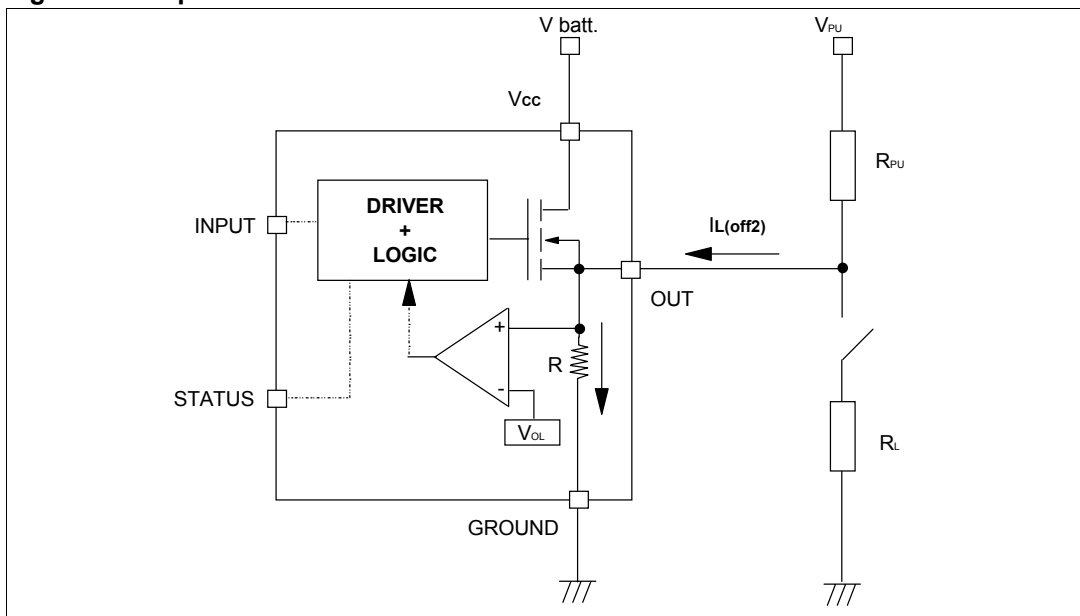 V batt.
VPU
Vcc
RPU
DRIVER
+
LOGIC
INPUT
IL(off2)
OUT
+
R
-
STATUS
VOL
RL
GROUND